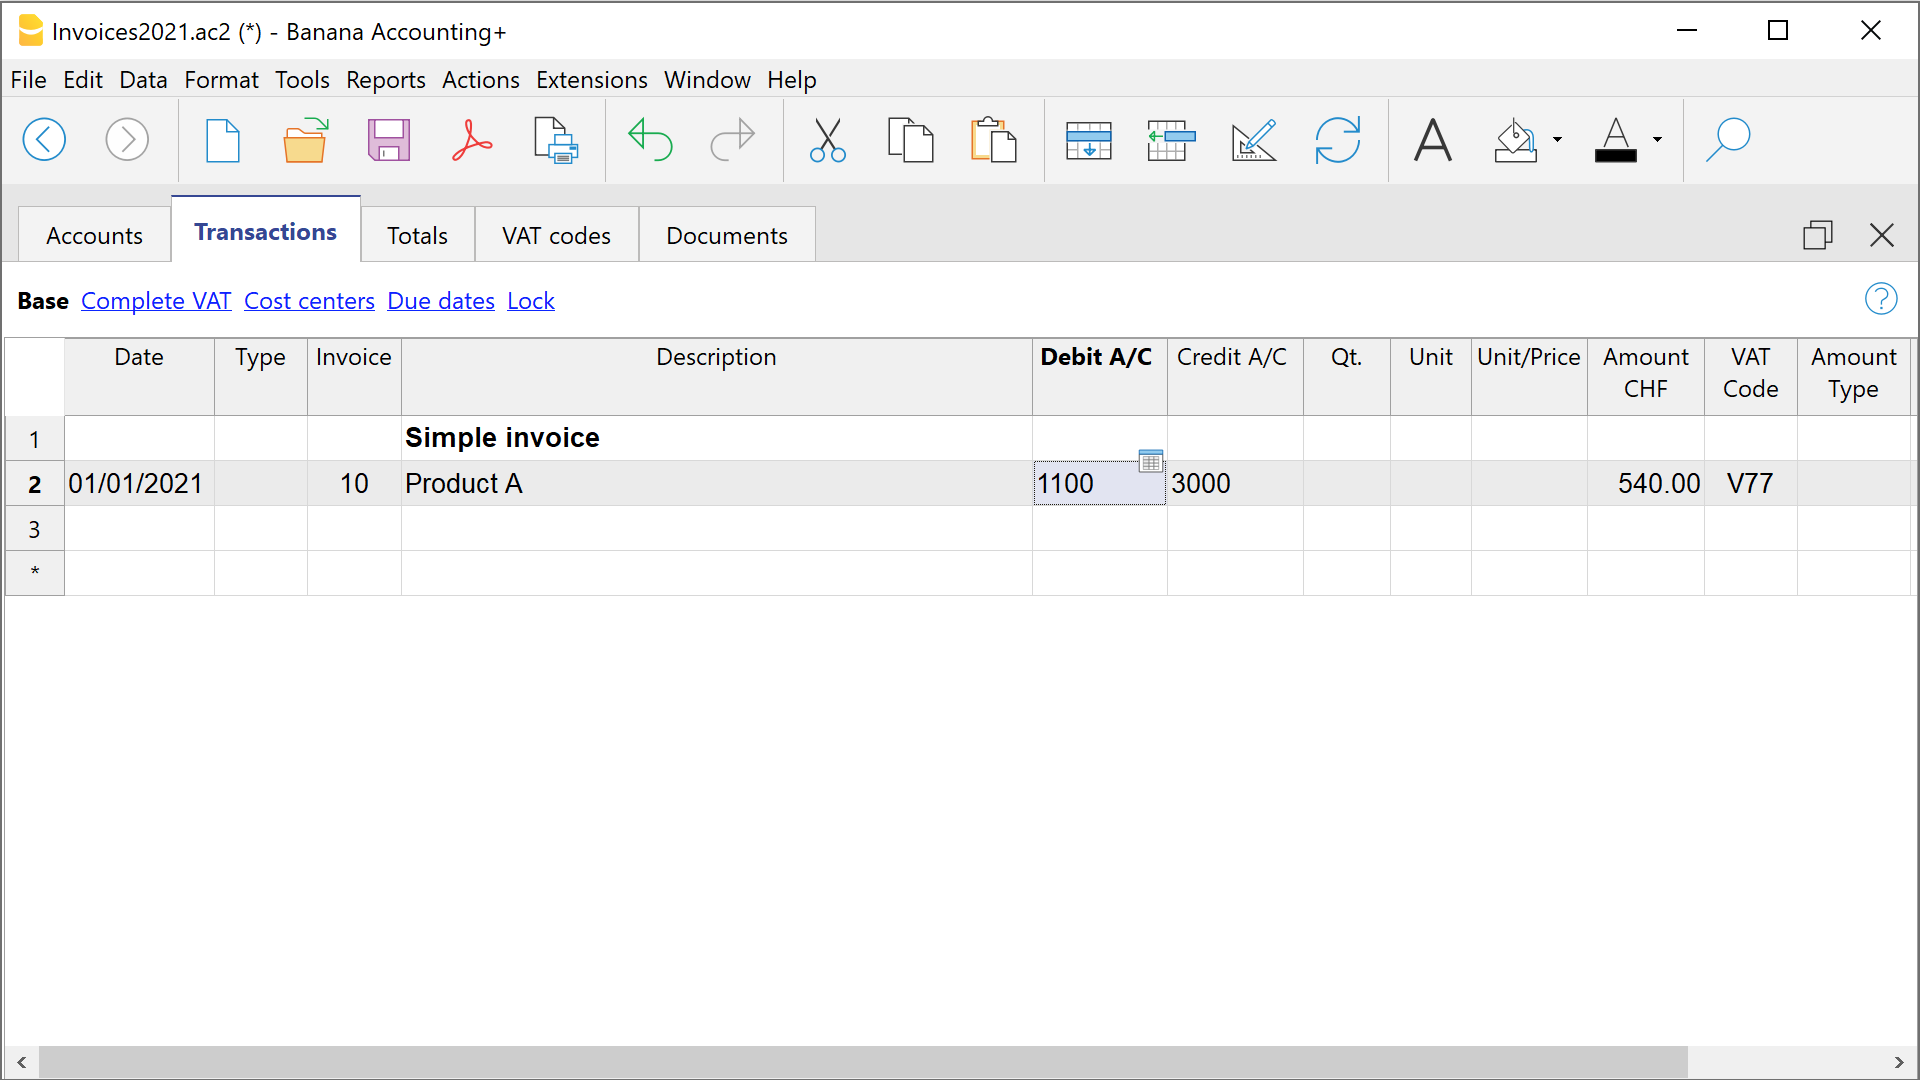 Invoices2021.ac2 (*) - Banana Accounting+
File Edit Data Format Tools Reports Actions Extensions Window Help
Accounts Transactions Totals VAT codes Documents
Base Complete VAT Cost centers Due dates Lock
Date Type Invoice Description Debit A/C Credit A/C Qt. Unit Unit/Price Amount CHF VAT Code Amount Type
1 Simple invoice
2 01/01/2021 10 Product A 1100 3000 540.00 V77
3
*